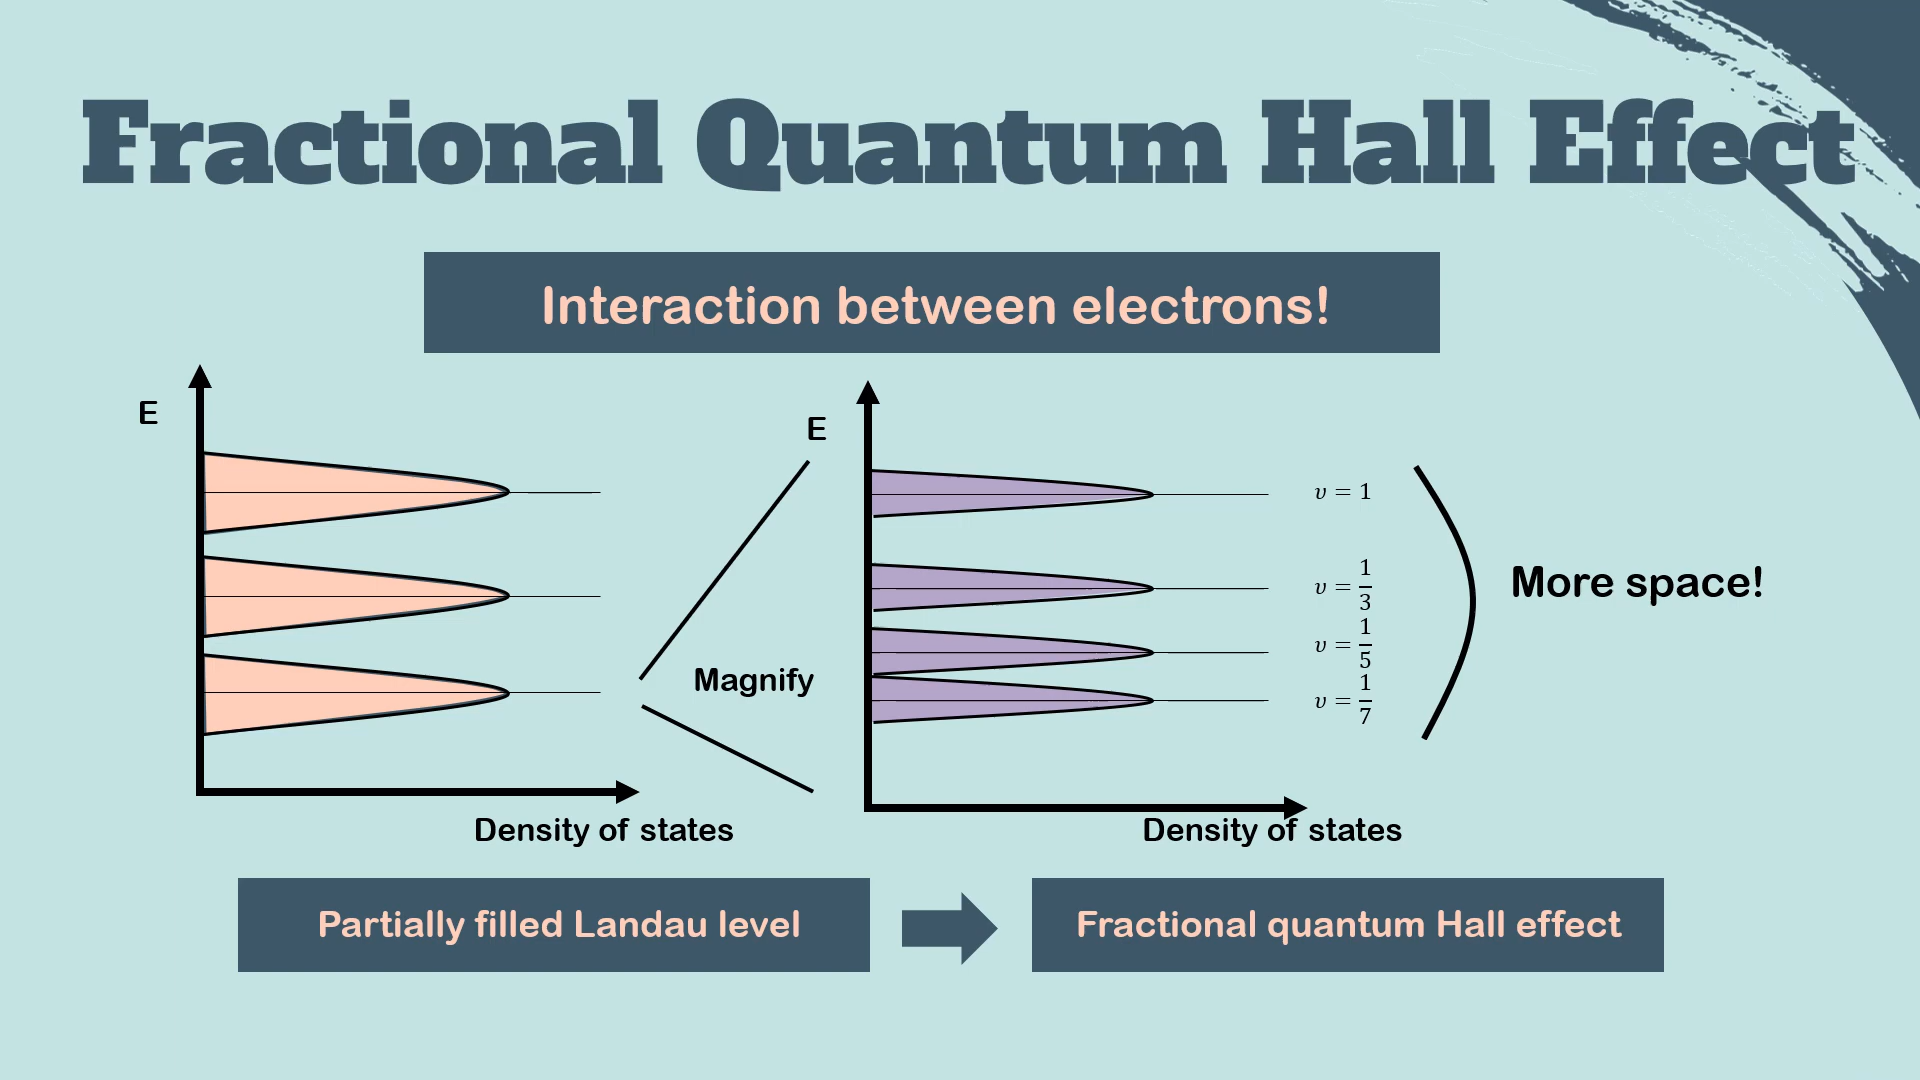 Fractional Quantum Hall Effect
Interaction between electrons!
E
Density of states
Magnify
E
Density of states
υ = 1
υ = 1/3
υ = 1/5
υ = 1/7
More space!
Partially filled Landau level
Fractional quantum Hall effect